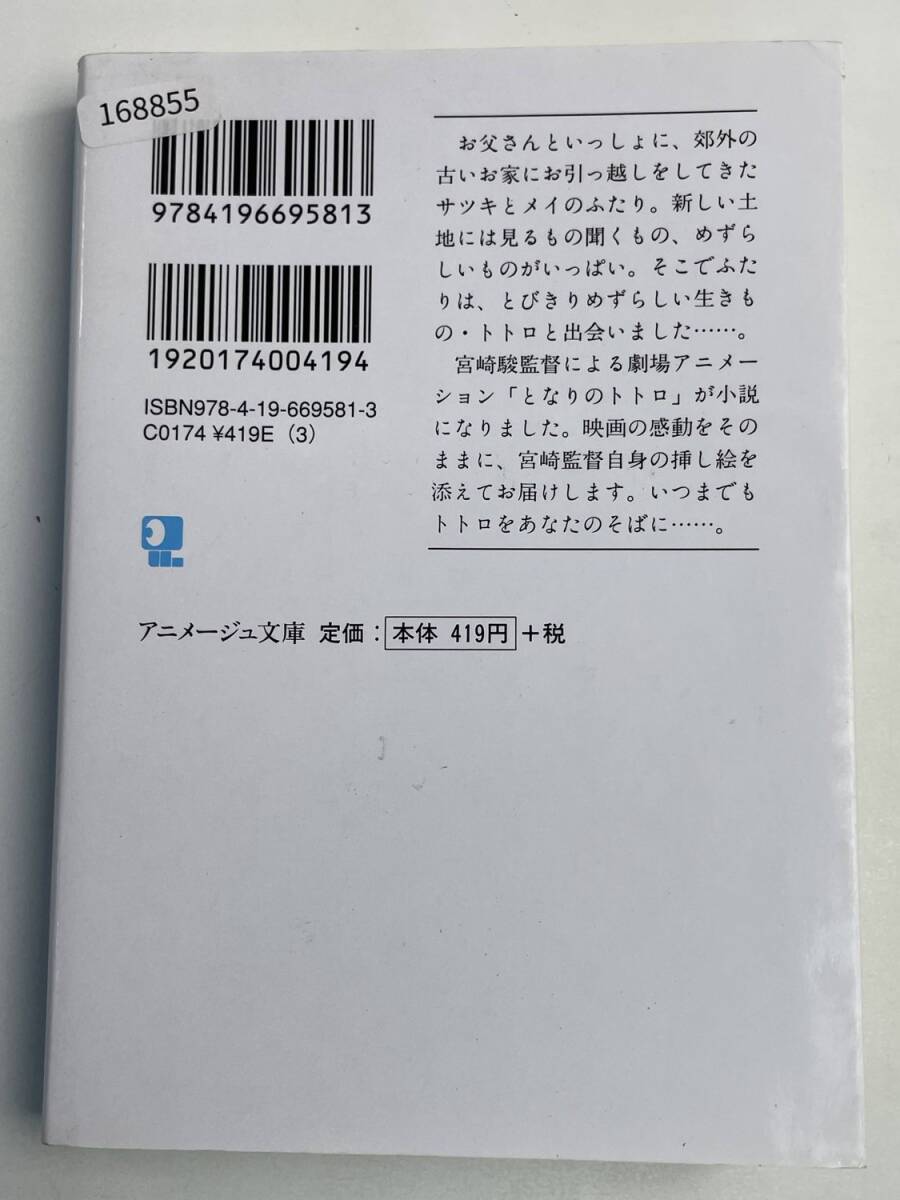 168855
9784196695813
1920174004194
ISBN978-4-19-669581-3
C0174 ¥419E (3)
お父さんといっしょに、郊外の
古いお家にお引っ越しをしてきた
サツキとメイのふたり。新しい土
地には見るもの聞くもの、めずら
しいものがいっぱい。そこでふた
りは、とびきりめずらしい生きも
の・トトロと出会いました……。
宮崎駿監督による劇場アニメー
ション「となりのトトロ」が小説
になりました。映画の感動をその
ままに、宮崎監督自身の挿し絵を
添えてお届けします。いつまでも
トトロをあなたのそばに……。
アニメージュ文庫 定価：本体 419円＋税